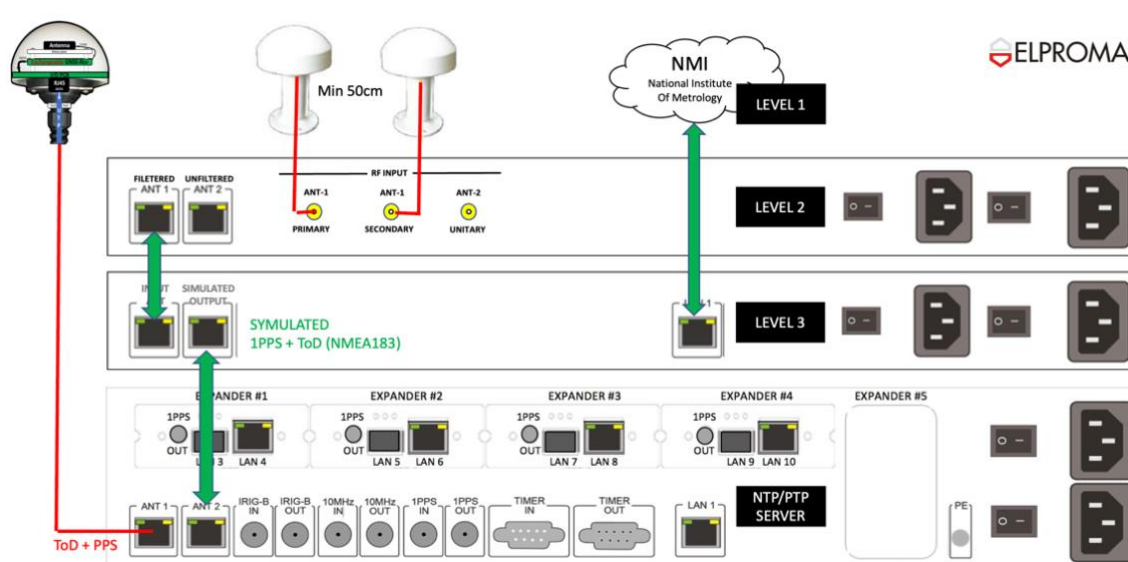 ELPROMA
Antenna
RJ45
Min 50cm
NMI
National Institute
Of Metrology
LEVEL 1
FILETERED UNFILTERED
ANT 1 ANT 2
RF INPUT
ANT-1 ANT-1 ANT-2
PRIMARY SECONDARY UNITARY
LEVEL 2
SIMULATED
OUTPUT
SYMULATED
1PPS + ToD (NMEA183)
LEVEL 3
EXPANDER #1 EXPANDER #2 EXPANDER #3 EXPANDER #4 EXPANDER #5
1PPS 1PPS 1PPS 1PPS
OUT OUT OUT OUT
LAN 3 LAN 4 LAN 5 LAN 6 LAN 7 LAN 8 LAN 9 LAN 10
NTP/PTP
SERVER
ANT 1 ANT 2 IRIG-B IN IRIG-B OUT 10MHz IN 10MHz OUT 1PPS IN 1PPS OUT TIMER IN TIMER OUT LAN 1 PE
ToD + PPS